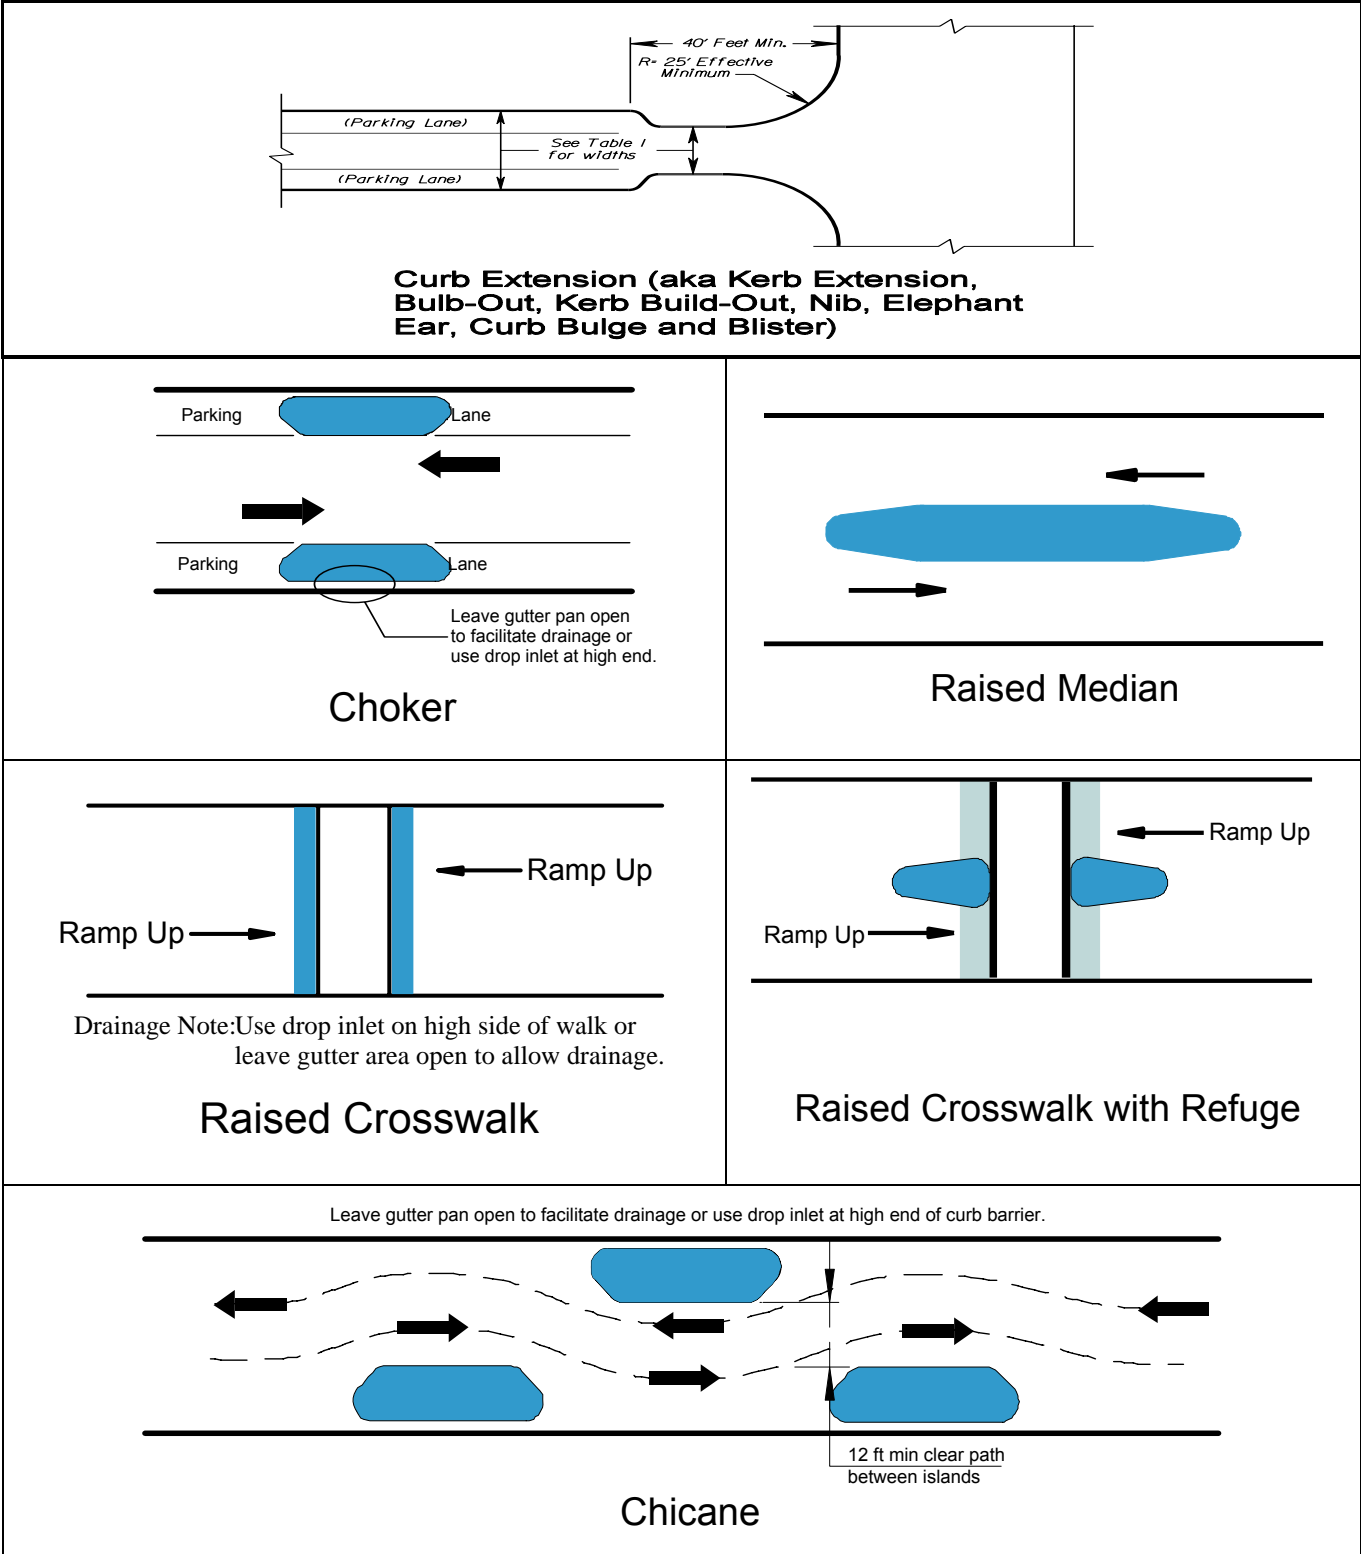 40' Feet Min.
R= 25' Effective
Minimum
(Parking Lane)
See Table 1
for widths
(Parking Lane)
Curb Extension (aka Kerb Extension,
Bulb-Out, Kerb Build-Out, Nib, Elephant
Ear, Curb Bulge and Blister)
Parking Lane
Parking Lane
Leave gutter pan open
to facilitate drainage or
use drop inlet at high end.
Choker
Raised Median
Ramp Up
Ramp Up
Drainage Note:Use drop inlet on high side of walk or
leave gutter area open to allow drainage.
Raised Crosswalk
Ramp Up
Ramp Up
Raised Crosswalk with Refuge
Leave gutter pan open to facilitate drainage or use drop inlet at high end of curb barrier.
12 ft min clear path
between islands
Chicane